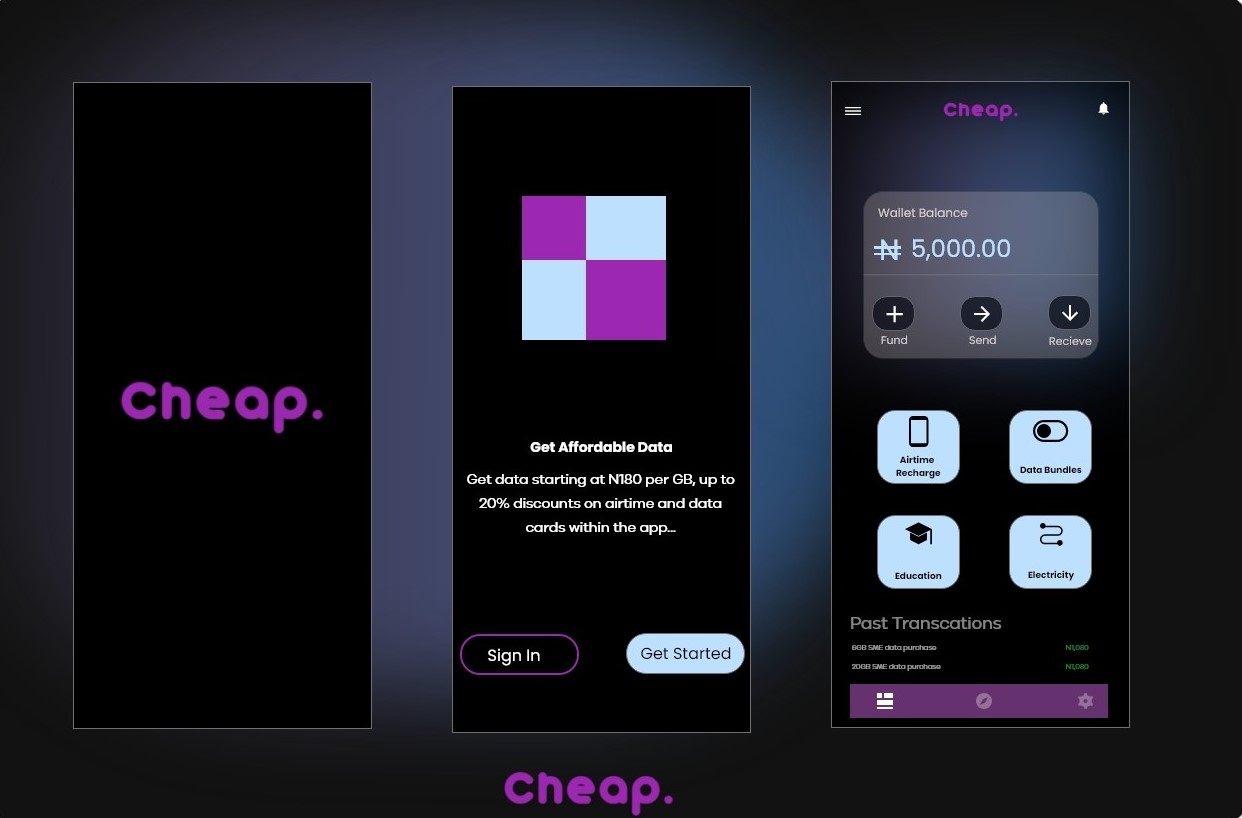 Cheap.
Get Affordable Data
Get data starting at N180 per GB, up to
20% discounts on airtime and data
cards within the app...
Sign In
Get Started
Cheap.
Wallet Balance
₦ 5,000.00
Fund
Send
Recieve
Airtime
Recharge
Data Bundles
Education
Electricity
Past Transcations
6GB SME data purchase N1,080
20GB SME data purchase N1,080
Cheap.